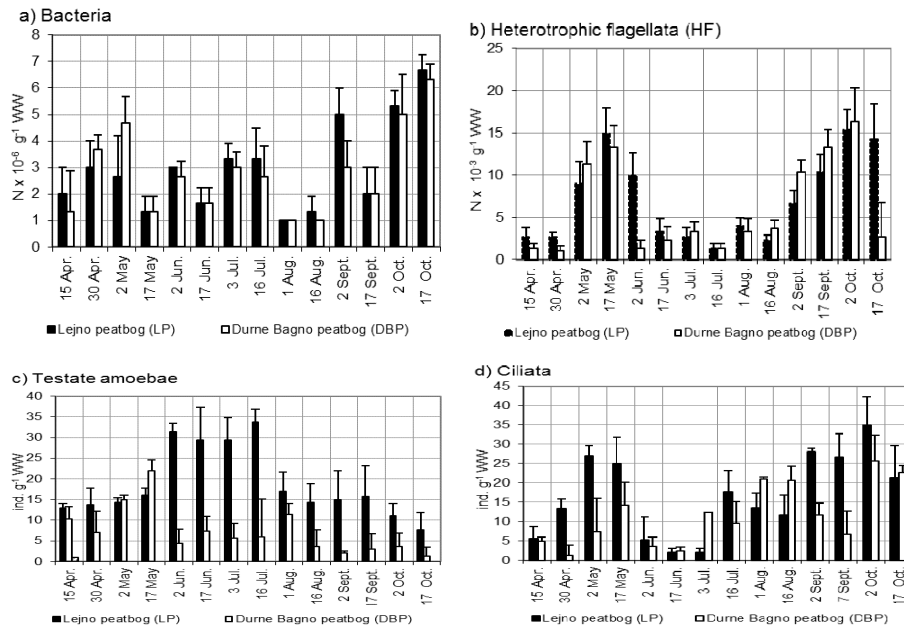 a) Bacteria
N x 10⁻⁶ g⁻¹ WW
8
7
6
5
4
3
2
1
0
15 Apr.
30 Apr.
2 May
17 May
2 Jun.
17 Jun.
3 Jul.
16 Jul.
1 Aug.
16 Aug.
2 Sept.
17 Sept.
2 Oct.
17 Oct.
Lejno peatbog (LP)
Durne Bagno peatbog (DBP)
b) Heterotrophic flagellata (HF)
N x 10⁻³ g⁻¹ WW
25
20
15
10
5
0
15 Apr.
30 Apr.
2 May
17 May
2 Jun.
17 Jun.
3 Jul.
16 Jul.
1 Aug.
16 Aug.
2 Sept.
17 Sept.
2 Oct.
17 Oct.
Lejno peatbog (LP)
Durne Bagno peatbog (DBP)
c) Testate amoebae
ind. g⁻¹ WW
40
35
30
25
20
15
10
5
0
15 Apr.
30 Apr.
2 May
17 May
2 Jun.
17 Jun.
3 Jul.
16 Jul.
1 Aug.
16 Aug.
2 Sept.
17 Sept.
2 Oct.
17 Oct.
Lejno peatbog (LP)
Durne Bagno peatbog (DBP)
d) Ciliata
ind. g⁻¹ WW
45
40
35
30
25
20
15
10
5
0
15 Apr.
30 Apr.
2 May
17 May
2 Jun.
17 Jun.
3 Jul.
16 Jul.
1 Aug.
16 Aug.
2 Sept.
7 Sept.
2 Oct.
17 Oct.
Lejno peatbog (LP)
Durne Bagno peatbog (DBP)